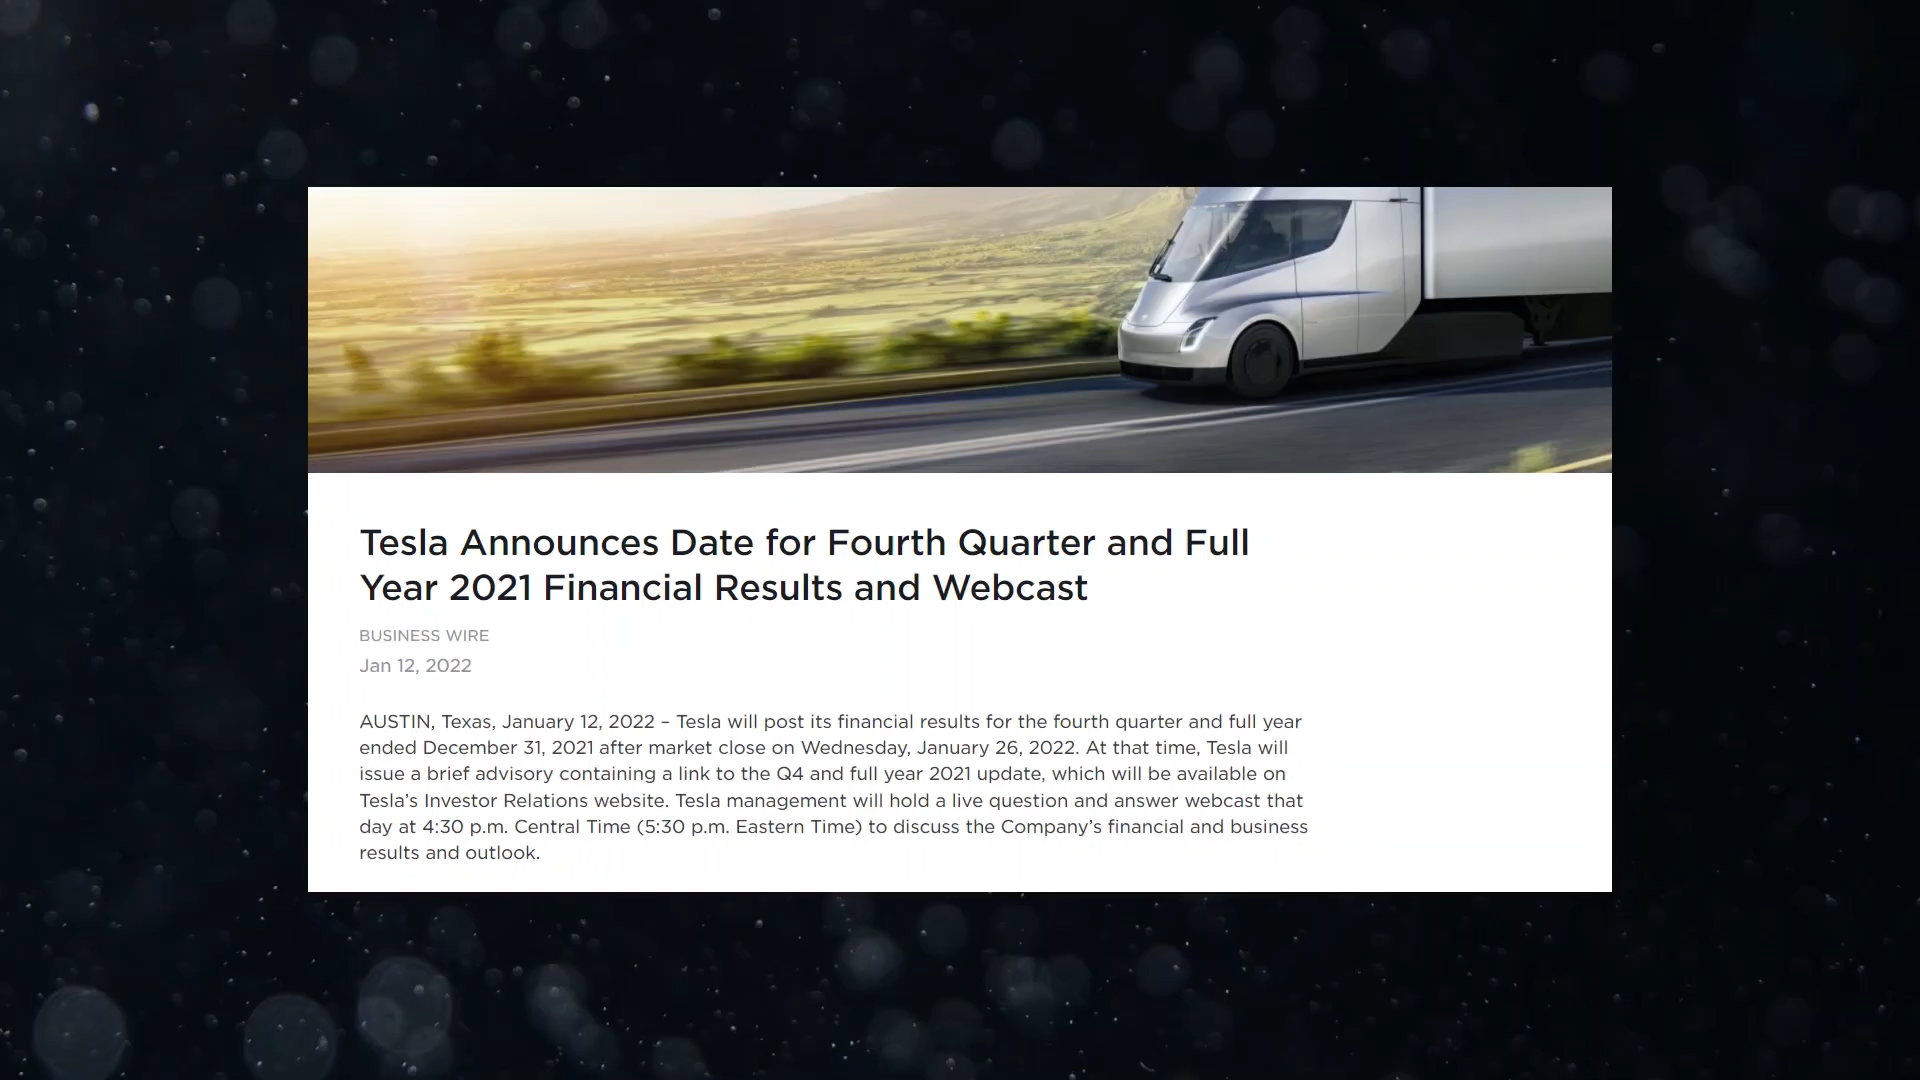 Tesla Announces Date for Fourth Quarter and Full
Year 2021 Financial Results and Webcast
BUSINESS WIRE
Jan 12, 2022
AUSTIN, Texas, January 12, 2022 – Tesla will post its financial results for the fourth quarter and full year
ended December 31, 2021 after market close on Wednesday, January 26, 2022. At that time, Tesla will
issue a brief advisory containing a link to the Q4 and full year 2021 update, which will be available on
Tesla’s Investor Relations website. Tesla management will hold a live question and answer webcast that
day at 4:30 p.m. Central Time (5:30 p.m. Eastern Time) to discuss the Company’s financial and business
results and outlook.